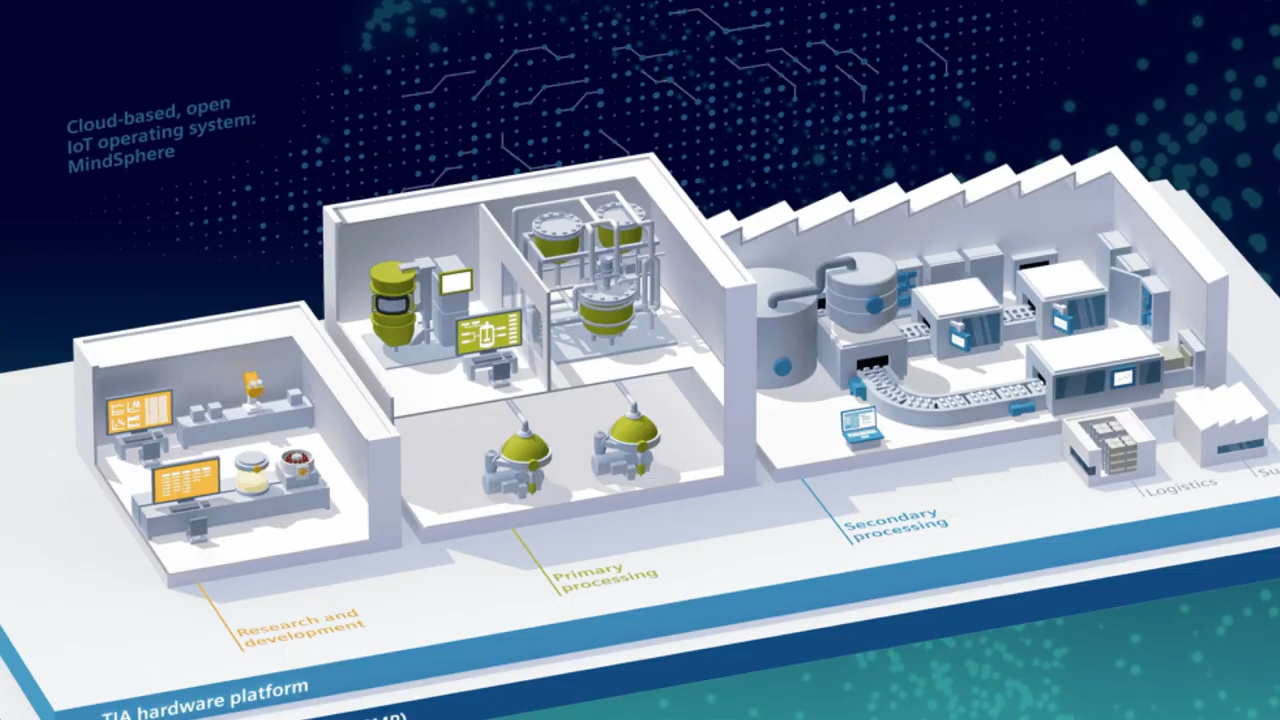 Cloud-based, open
IoT operating system:
MindSphere
Research and
development
Primary
processing
Secondary
processing
Logistics
TIA hardware platform